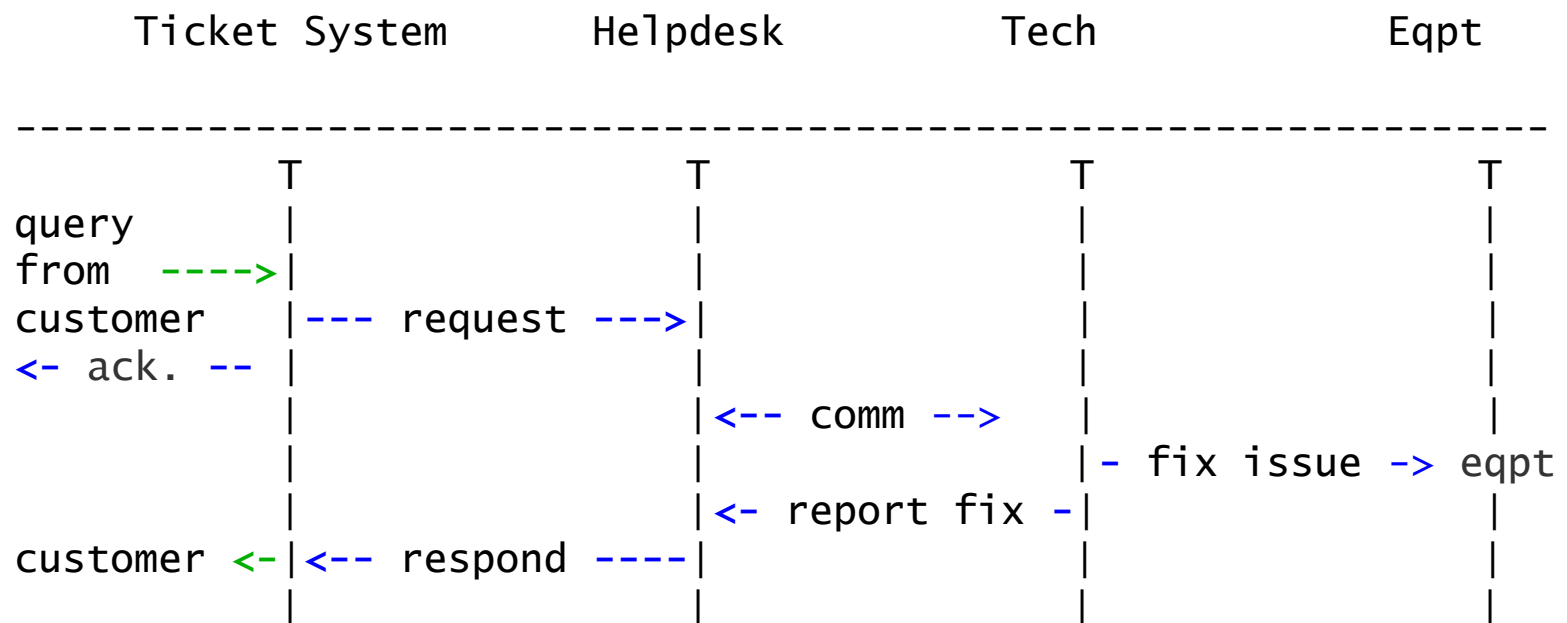 Ticket System Helpdesk Tech Eqpt
----------------------------------------------------------------
T T T T
query | | | |
from ---->| | | |
customer |--- request --->| | |
<- ack. -- | | | |
| |<-- comm --> | |
| | |- fix issue -> eqpt
| |<- report fix -| |
customer <-|<-- respond ----| | |
| | | |